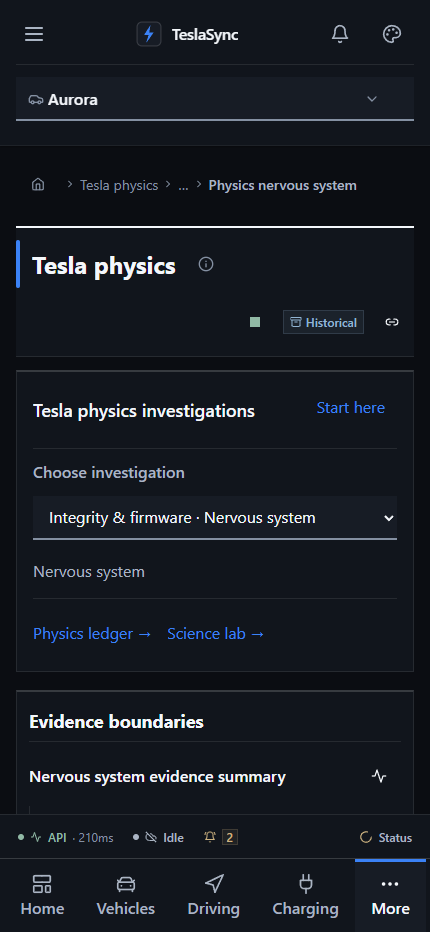 TeslaSync
Aurora
Tesla physics
...
Physics nervous system
Tesla physics
Historical
Tesla physics investigations
Start here
Choose investigation
Integrity & firmware · Nervous system
Nervous system
Physics ledger →
Science lab →
Evidence boundaries
Nervous system evidence summary
API · 210ms
Idle
2
Status
Home
Vehicles
Driving
Charging
More